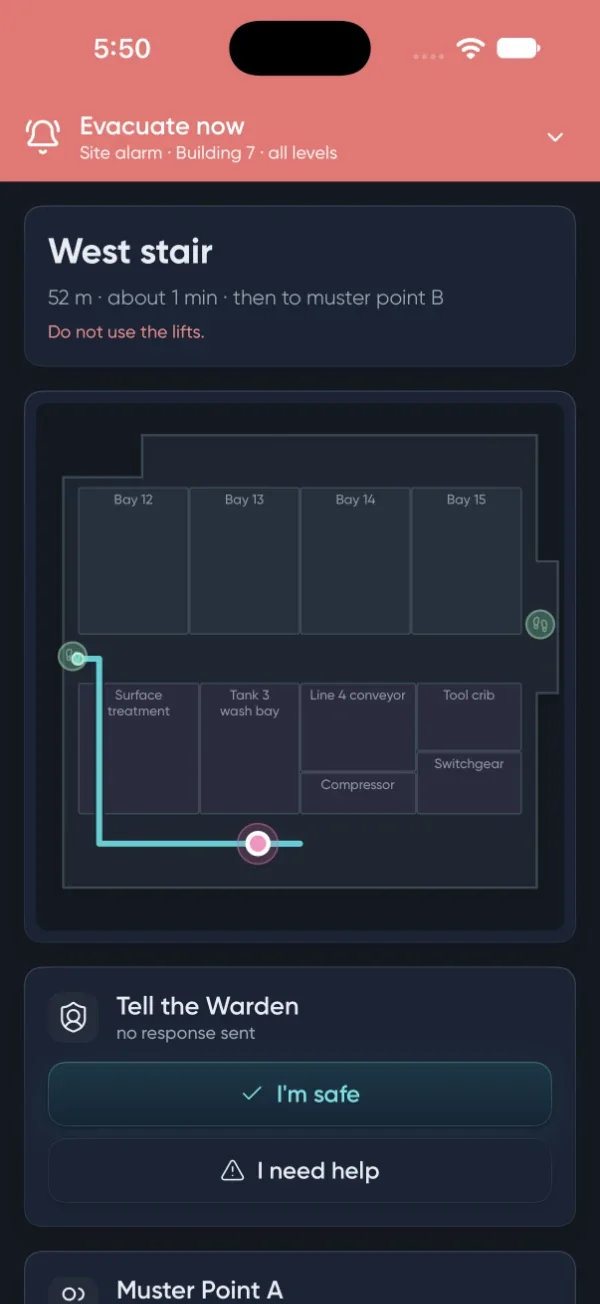 5:50
Evacuate now
Site alarm · Building 7 · all levels
West stair
52 m · about 1 min · then to muster point B
Do not use the lifts.
Bay 12
Bay 13
Bay 14
Bay 15
Surface
treatment
Tank 3
wash bay
Line 4 conveyor
Tool crib
Switchgear
Compressor
Tell the Warden
no response sent
I'm safe
I need help
Muster Point A